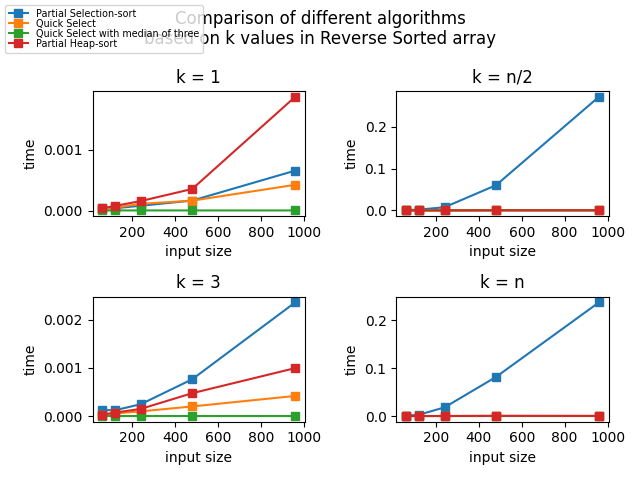 Comparison of different algorithms
based on k values in Reverse Sorted array
Partial Selection-sort
Quick Select
Quick Select with median of three
Partial Heap-sort
k = 1
time
0.001
0.000
200 400 600 800 1000
input size
k = n/2
time
0.2
0.1
0.0
200 400 600 800 1000
input size
k = 3
time
0.002
0.001
0.000
200 400 600 800 1000
input size
k = n
time
0.2
0.1
0.0
200 400 600 800 1000
input size